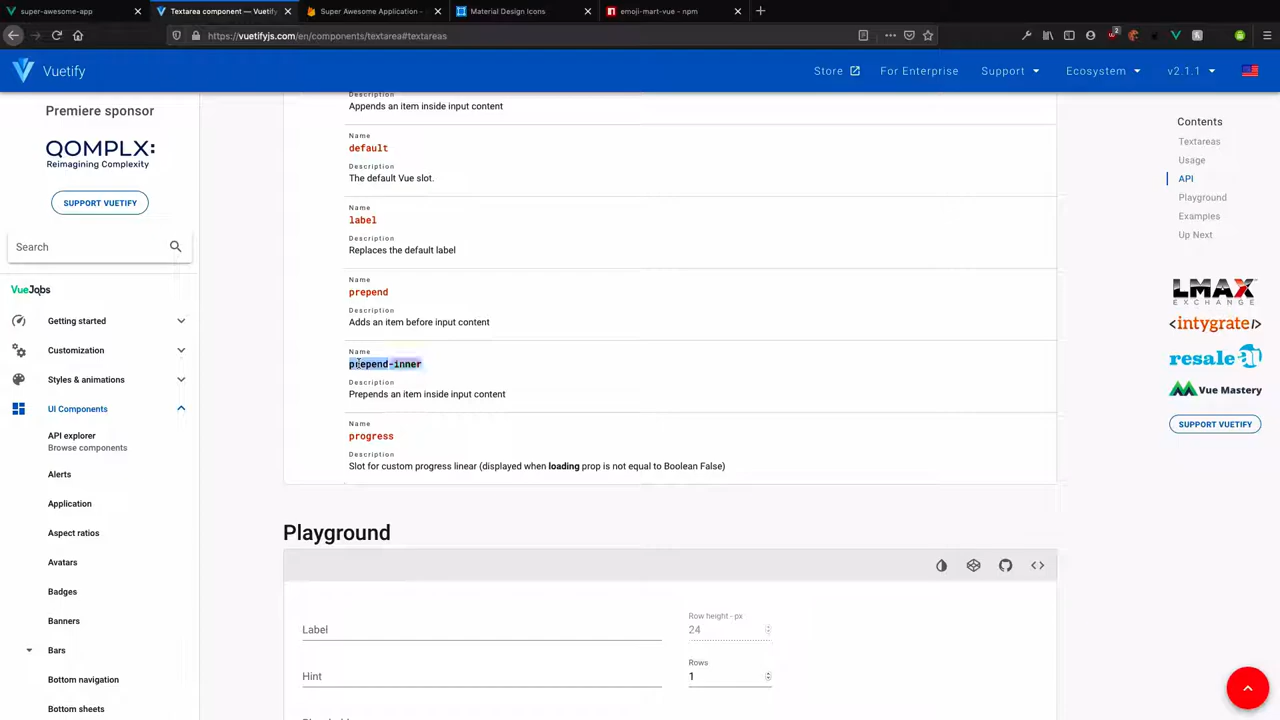 super-awesome-app
Textarea component — Vuetify
Super Awesome Application -
Material Design Icons
emoji-mart-vue - npm
https://vuetifyjs.com/en/components/textarea#textareas
Vuetify
Store
For Enterprise
Support
Ecosystem
v2.1.1
Premiere sponsor
QOMPLX:
Reimagining Complexity
SUPPORT VUETIFY
Search
VueJobs
Getting started
Customization
Styles & animations
UI Components
API explorer
Browse components
Alerts
Application
Aspect ratios
Avatars
Badges
Banners
Bars
Bottom navigation
Bottom sheets
Description
Appends an item inside input content
Name
default
Description
The default Vue slot.
Name
label
Description
Replaces the default label
Name
prepend
Description
Adds an item before input content
Name
prepend-inner
Description
Prepends an item inside input content
Name
progress
Description
Slot for custom progress linear (displayed when loading prop is not equal to Boolean False)
Playground
Label
Row height - px
24
Hint
Rows
1
Contents
Textareas
Usage
API
Playground
Examples
Up Next
LMAX
EXCHANGE
<intygrate/>
resale
Vue Mastery
SUPPORT VUETIFY